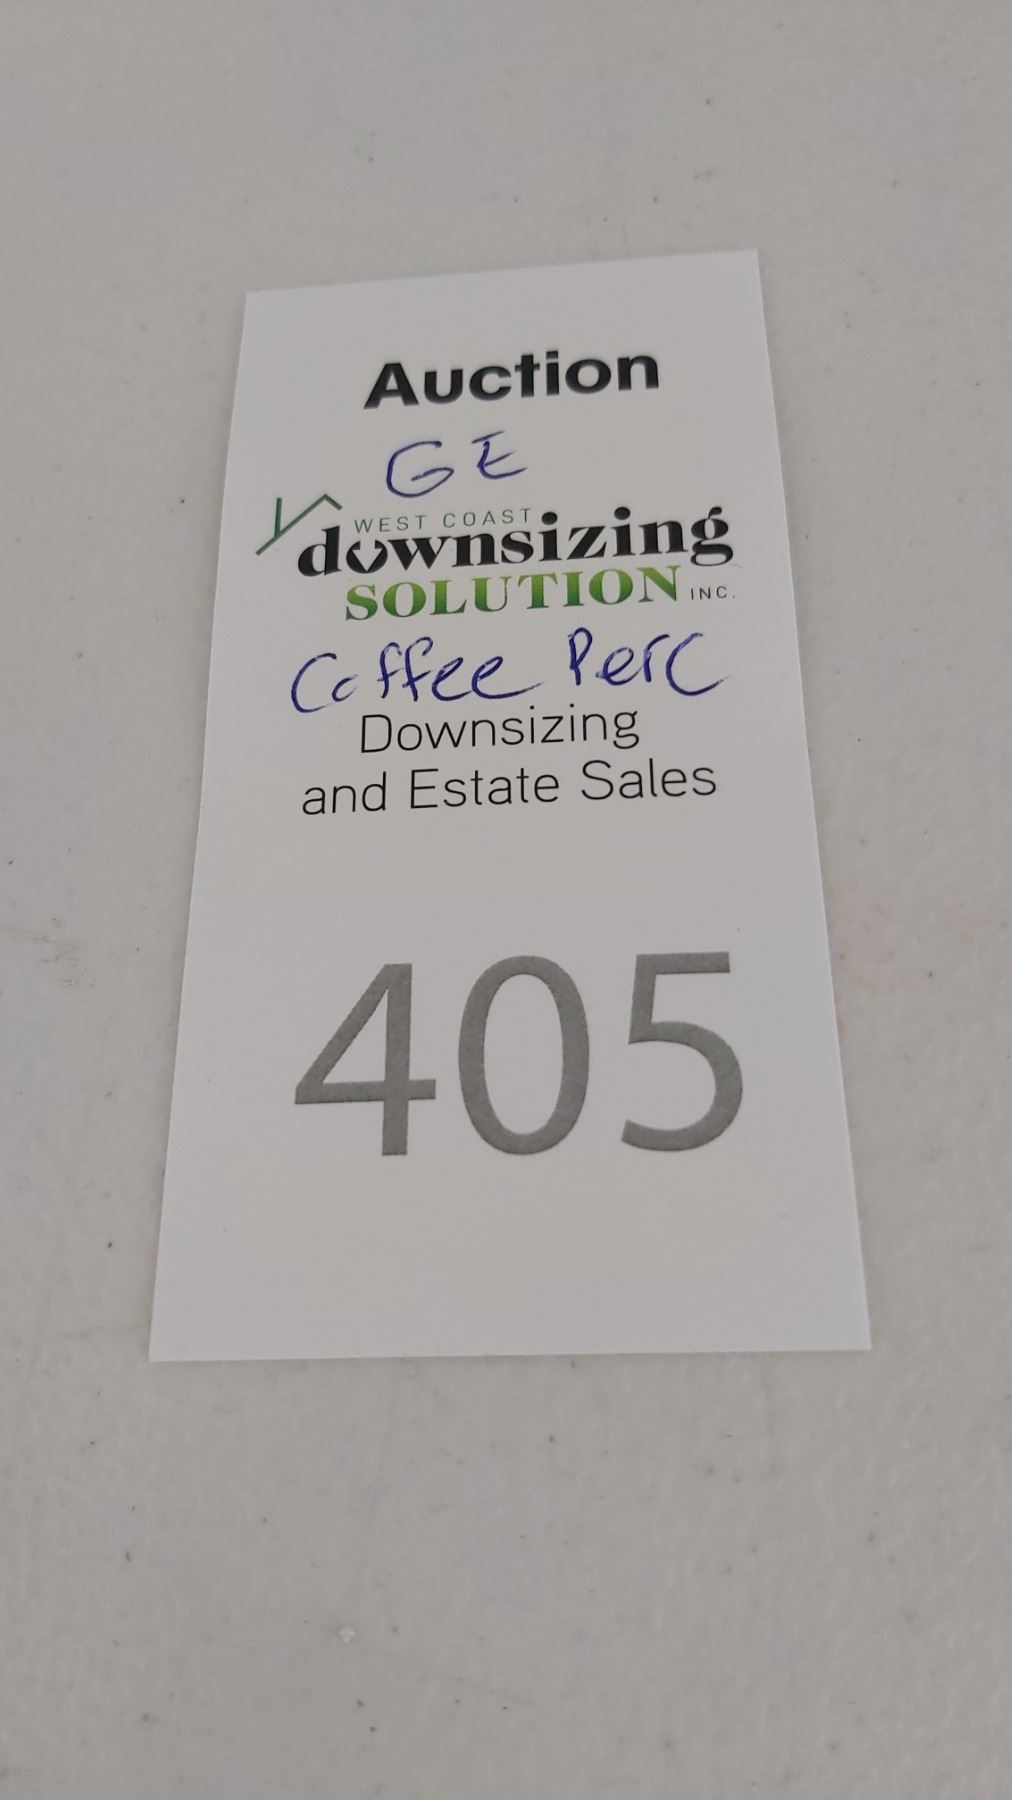 Auction
GE
WEST COAST
downsizing
SOLUTION INC.
Coffee Perc
Downsizing
and Estate Sales
405